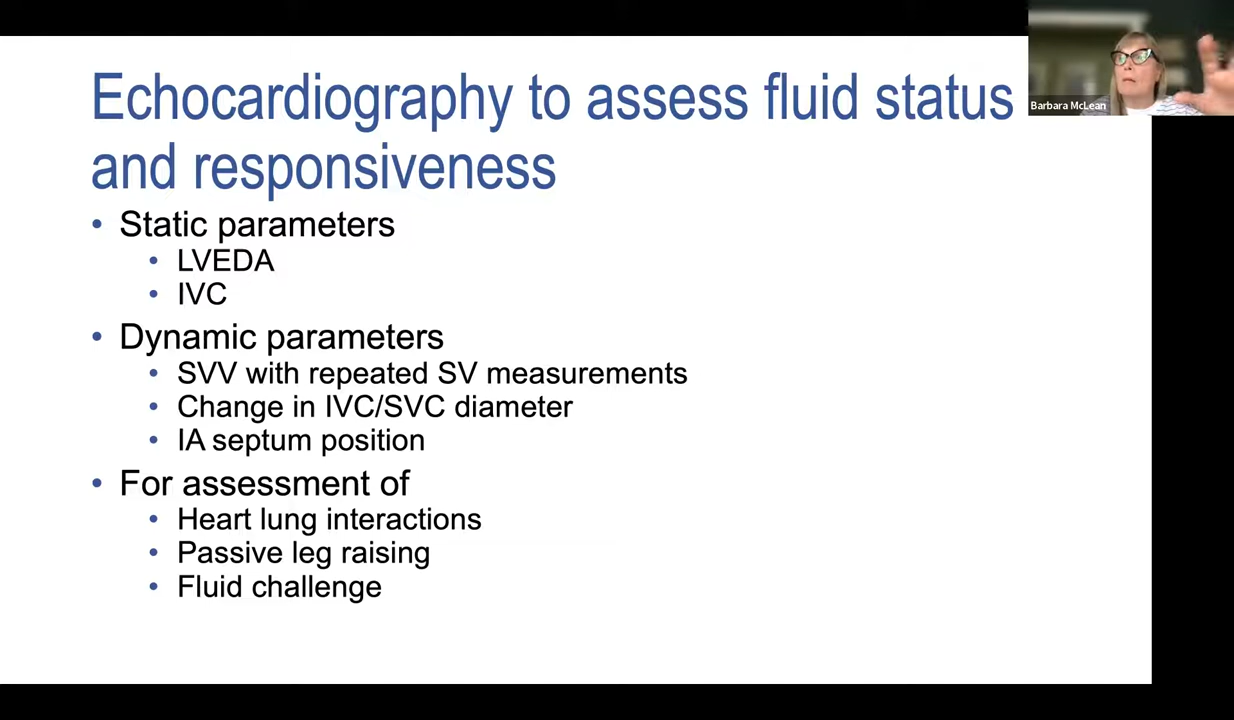 Echocardiography to assess fluid status
and responsiveness
Barbara McLean
• Static parameters
• LVEDA
• IVC
• Dynamic parameters
• SVV with repeated SV measurements
• Change in IVC/SVC diameter
• IA septum position
• For assessment of
• Heart lung interactions
• Passive leg raising
• Fluid challenge